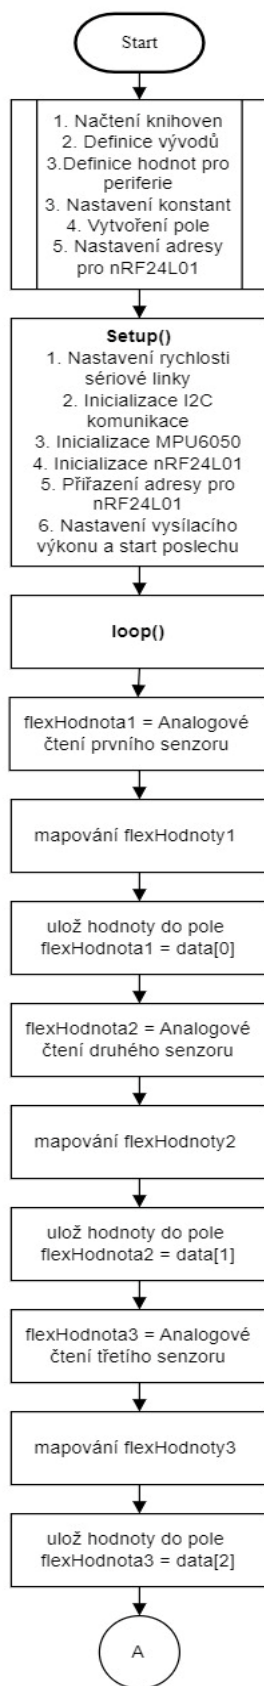 Start
1. Načtení knihoven
2. Definice vývodů
3.Definice hodnot pro
periferie
3. Nastavení konstant
4. Vytvoření pole
5. Nastavení adresy
pro nRF24L01
Setup()
1. Nastavení rychlosti
sériové linky
2. Inicializace I2C
komunikace
3. Inicializace MPU6050
4. Inicializace nRF24L01
5. Přiřazení adresy pro
nRF24L01
6. Nastavení vysílacího
výkonu a start poslechu
loop()
flexHodnota1 = Analogové
čtení prvního senzoru
mapování flexHodnoty1
ulož hodnoty do pole
flexHodnota1 = data[0]
flexHodnota2 = Analogové
čtení druhého senzoru
mapování flexHodnoty2
ulož hodnoty do pole
flexHodnota2 = data[1]
flexHodnota3 = Analogové
čtení třetího senzoru
mapování flexHodnoty3
ulož hodnoty do pole
flexHodnota3 = data[2]
A